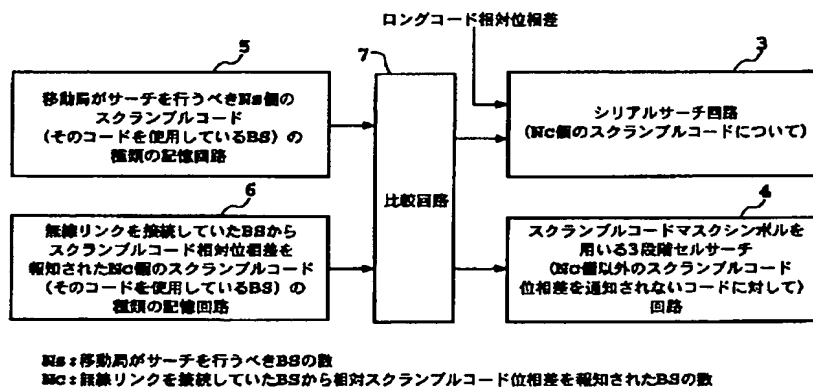 ロングコード相対位相差
5
移動局がサーチを行うべきNs個の
スクランブルコード
(そのコードを使用しているBS)の
種類の記憶回路
7
比較回路
3
シリアルサーチ回路
(Nc個のスクランブルコードについて)
6
無線リンクを接続していたBSから
スクランブルコード相対位相差を
報知されたNc個のスクランブルコード
(そのコードを使用しているBS)の
種類の記憶回路
4
スクランブルコードマスクシンボルを
用いる3段階セルサーチ
(Nc個以外のスクランブルコード
位相差を通知されないコードに対して)
回路
Ns:移動局がサーチを行うべきBSの数
Nc:無線リンクを接続していたBSから相対スクランブルコード位相差を報知されたBSの数